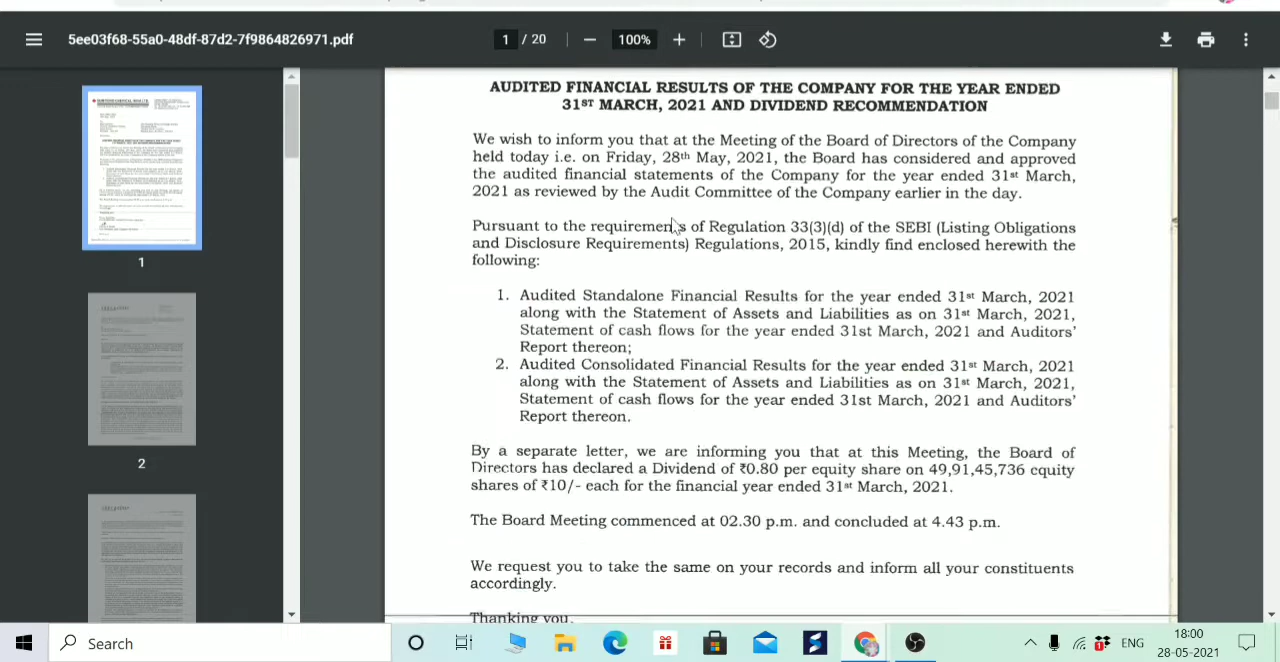 5ee03f68-55a0-48df-87d2-7f9864826971.pdf
1 / 20
100%
AUDITED FINANCIAL RESULTS OF THE COMPANY FOR THE YEAR ENDED
31ST MARCH, 2021 AND DIVIDEND RECOMMENDATION
We wish to inform you that at the Meeting of the Board of Directors of the Company
held today i.e. on Friday, 28th May, 2021, the Board has considered and approved
the audited financial statements of the Company for the year ended 31st March,
2021 as reviewed by the Audit Committee of the Company earlier in the day.
Pursuant to the requirements of Regulation 33(3)(d) of the SEBI (Listing Obligations
and Disclosure Requirements) Regulations, 2015, kindly find enclosed herewith the
following:
1. Audited Standalone Financial Results for the year ended 31st March, 2021
along with the Statement of Assets and Liabilities as on 31st March, 2021,
Statement of cash flows for the year ended 31st March, 2021 and Auditors'
Report thereon;
2. Audited Consolidated Financial Results for the year ended 31st March, 2021
along with the Statement of Assets and Liabilities as on 31st March, 2021,
Statement of cash flows for the year ended 31st March, 2021 and Auditors'
Report thereon.
By a separate letter, we are informing you that at this Meeting, the Board of
Directors has declared a Dividend of ₹0.80 per equity share on 49,91,45,736 equity
shares of ₹10/- each for the financial year ended 31st March, 2021.
The Board Meeting commenced at 02.30 p.m. and concluded at 4.43 p.m.
We request you to take the same on your records and inform all your constituents
accordingly.
Thanking you,
1
2
Search
ENG
18:00
28-05-2021